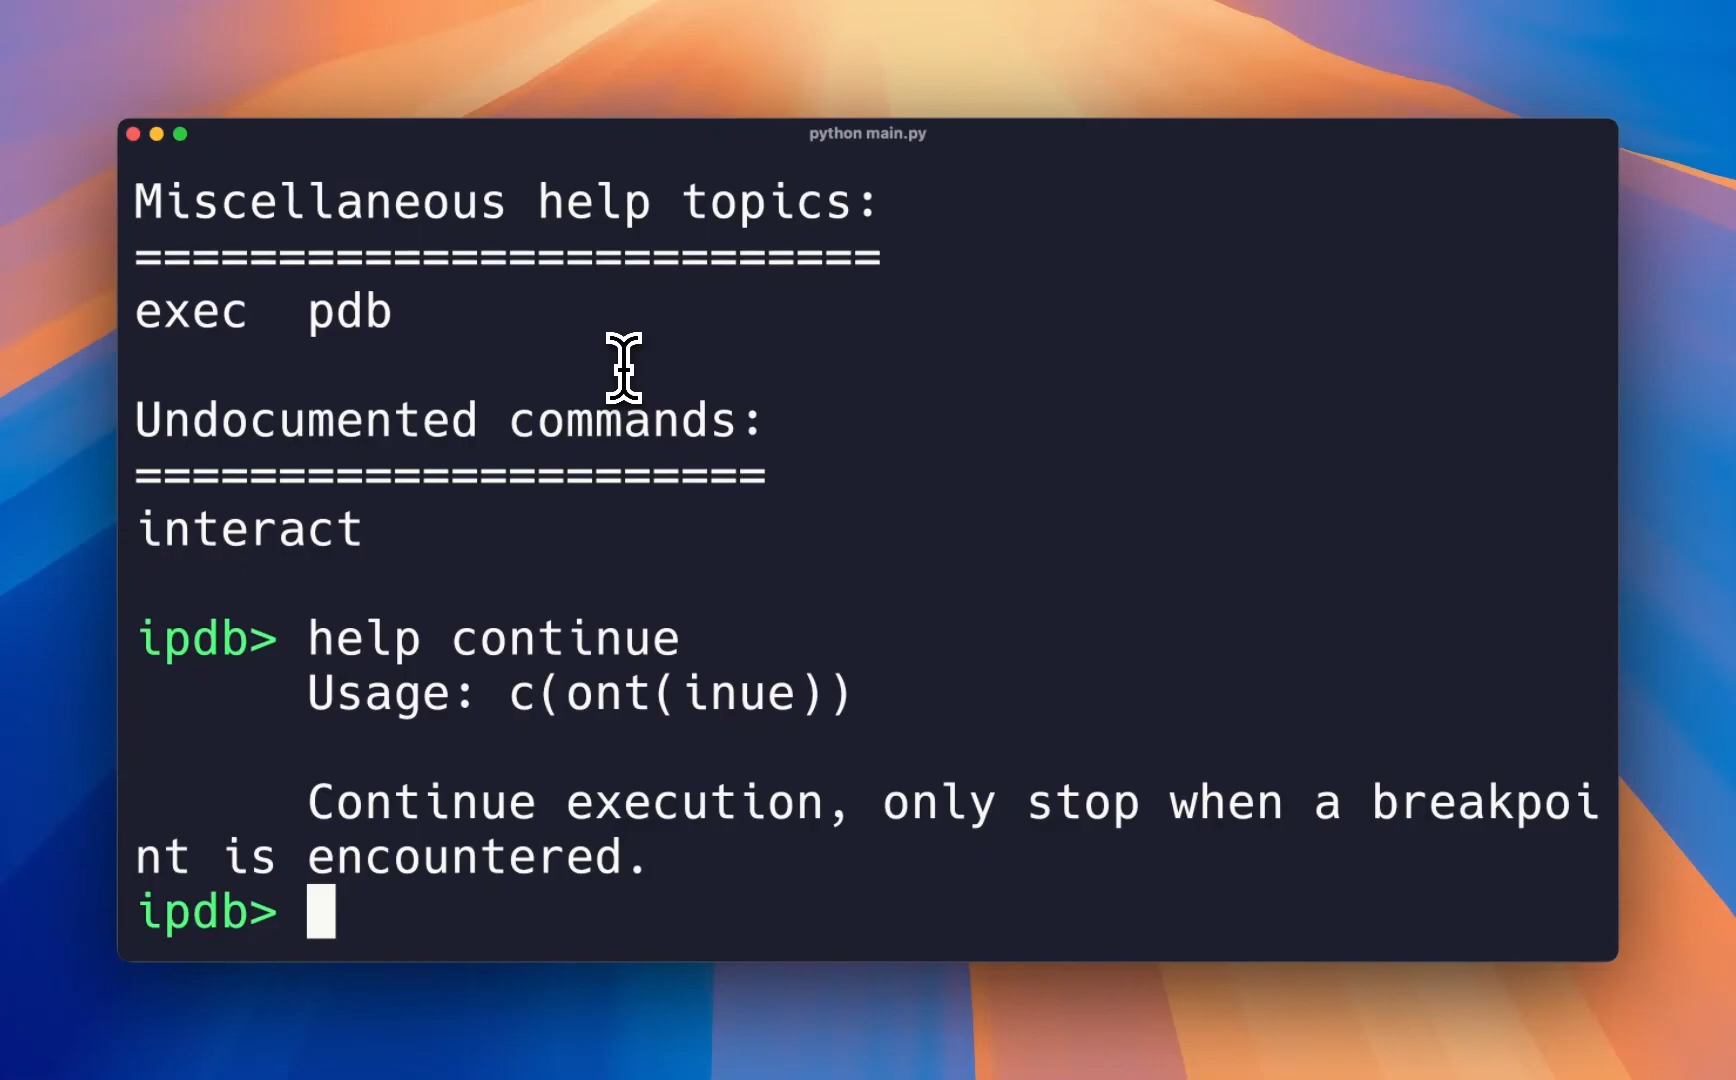 python main.py
Miscellaneous help topics:
==========================
exec  pdb
Undocumented commands:
======================
interact
ipdb> help continue
Usage: c(ont(inue))
Continue execution, only stop when a breakpoi
nt is encountered.
ipdb>